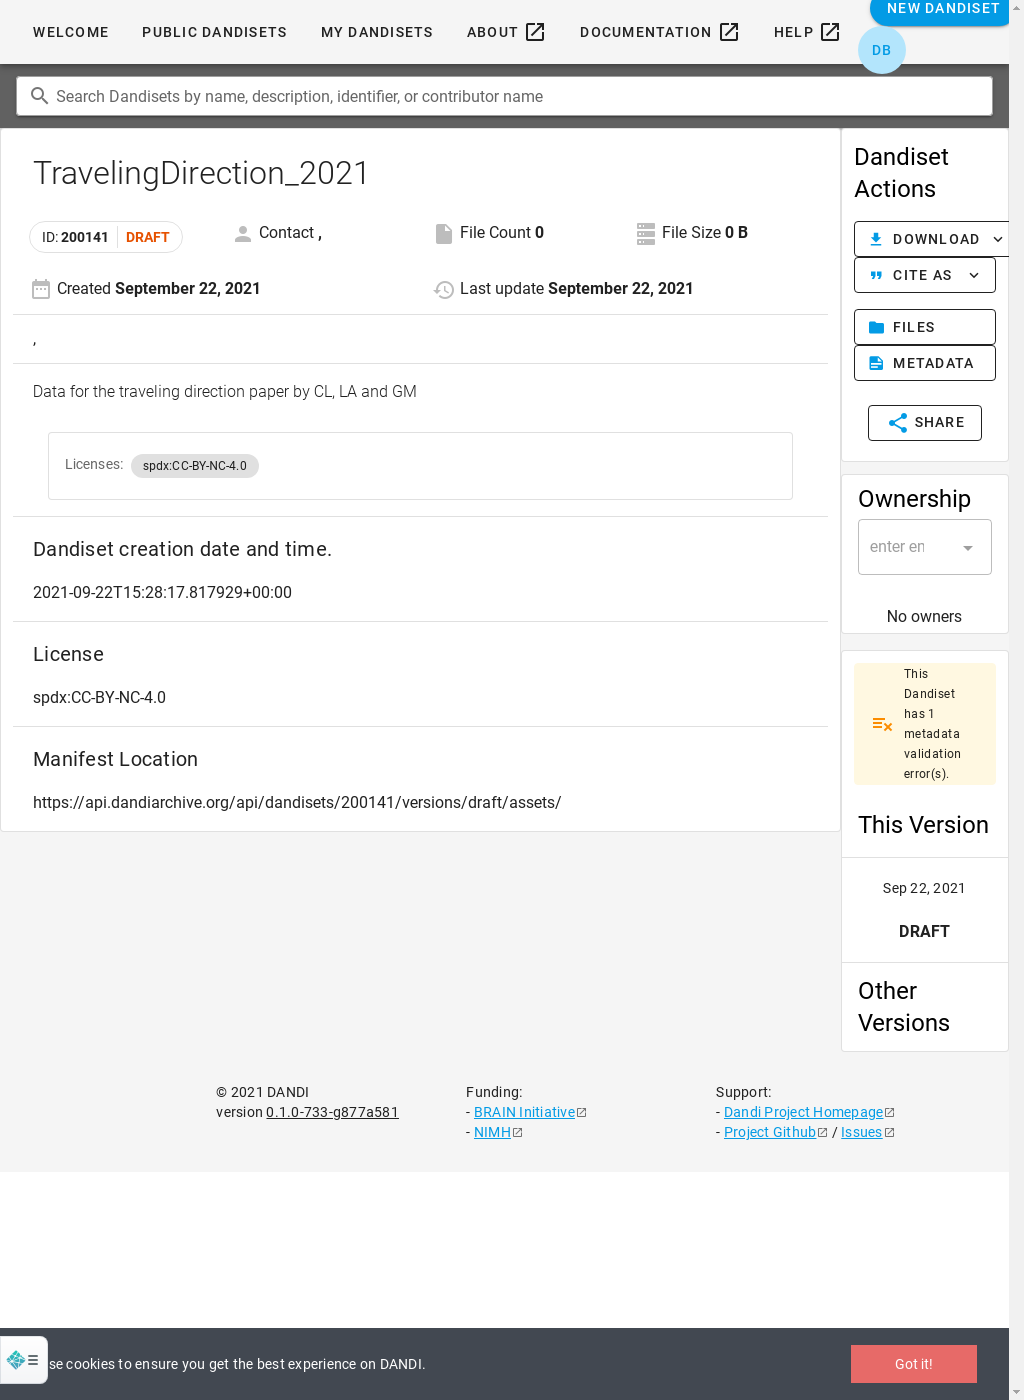 WELCOME PUBLIC DANDISETS MY DANDISETS ABOUT DOCUMENTATION HELP NEW DANDISET
DB
Search Dandisets by name, description, identifier, or contributor name
TravelingDirection_2021
ID: 200141 DRAFT Contact , File Count 0 File Size 0 B
Created September 22, 2021 Last update September 22, 2021
,
Data for the traveling direction paper by CL, LA and GM
Licenses: spdx:CC-BY-NC-4.0
Dandiset creation date and time.
2021-09-22T15:28:17.817929+00:00
License
spdx:CC-BY-NC-4.0
Manifest Location
https://api.dandiarchive.org/api/dandisets/200141/versions/draft/assets/
Dandiset
Actions
DOWNLOAD
CITE AS
FILES
METADATA
SHARE
Ownership
enter en
No owners
This
Dandiset
has 1
metadata
validation
error(s).
This Version
Sep 22, 2021
DRAFT
Other
Versions
© 2021 DANDI
version 0.1.0-733-g877a581
Funding:
- BRAIN Initiative
- NIMH
Support:
- Dandi Project Homepage
- Project Github / Issues
se cookies to ensure you get the best experience on DANDI.
Got it!